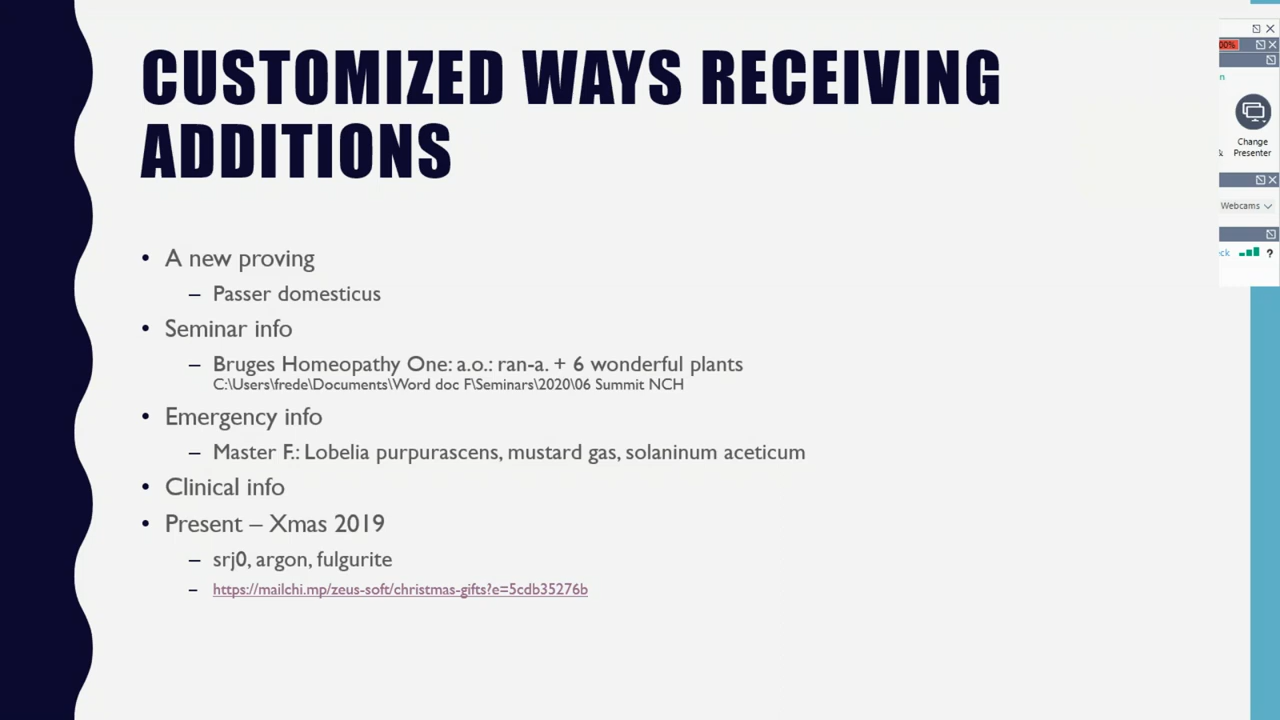 CUSTOMIZED WAYS RECEIVING
ADDITIONS
• A new proving
– Passer domesticus
• Seminar info
– Bruges Homeopathy One: a.o.: ran-a. + 6 wonderful plants
C:\Users\frede\Documents\Word doc F\Seminars\2020\06 Summit NCH
• Emergency info
– Master F.: Lobelia purpurascens, mustard gas, solaninum aceticum
• Clinical info
• Present – Xmas 2019
– srj0, argon, fulgurite
– https://mailchi.mp/zeus-soft/christmas-gifts?e=5cdb35276b
00%
Change
& Presenter
Webcams
?